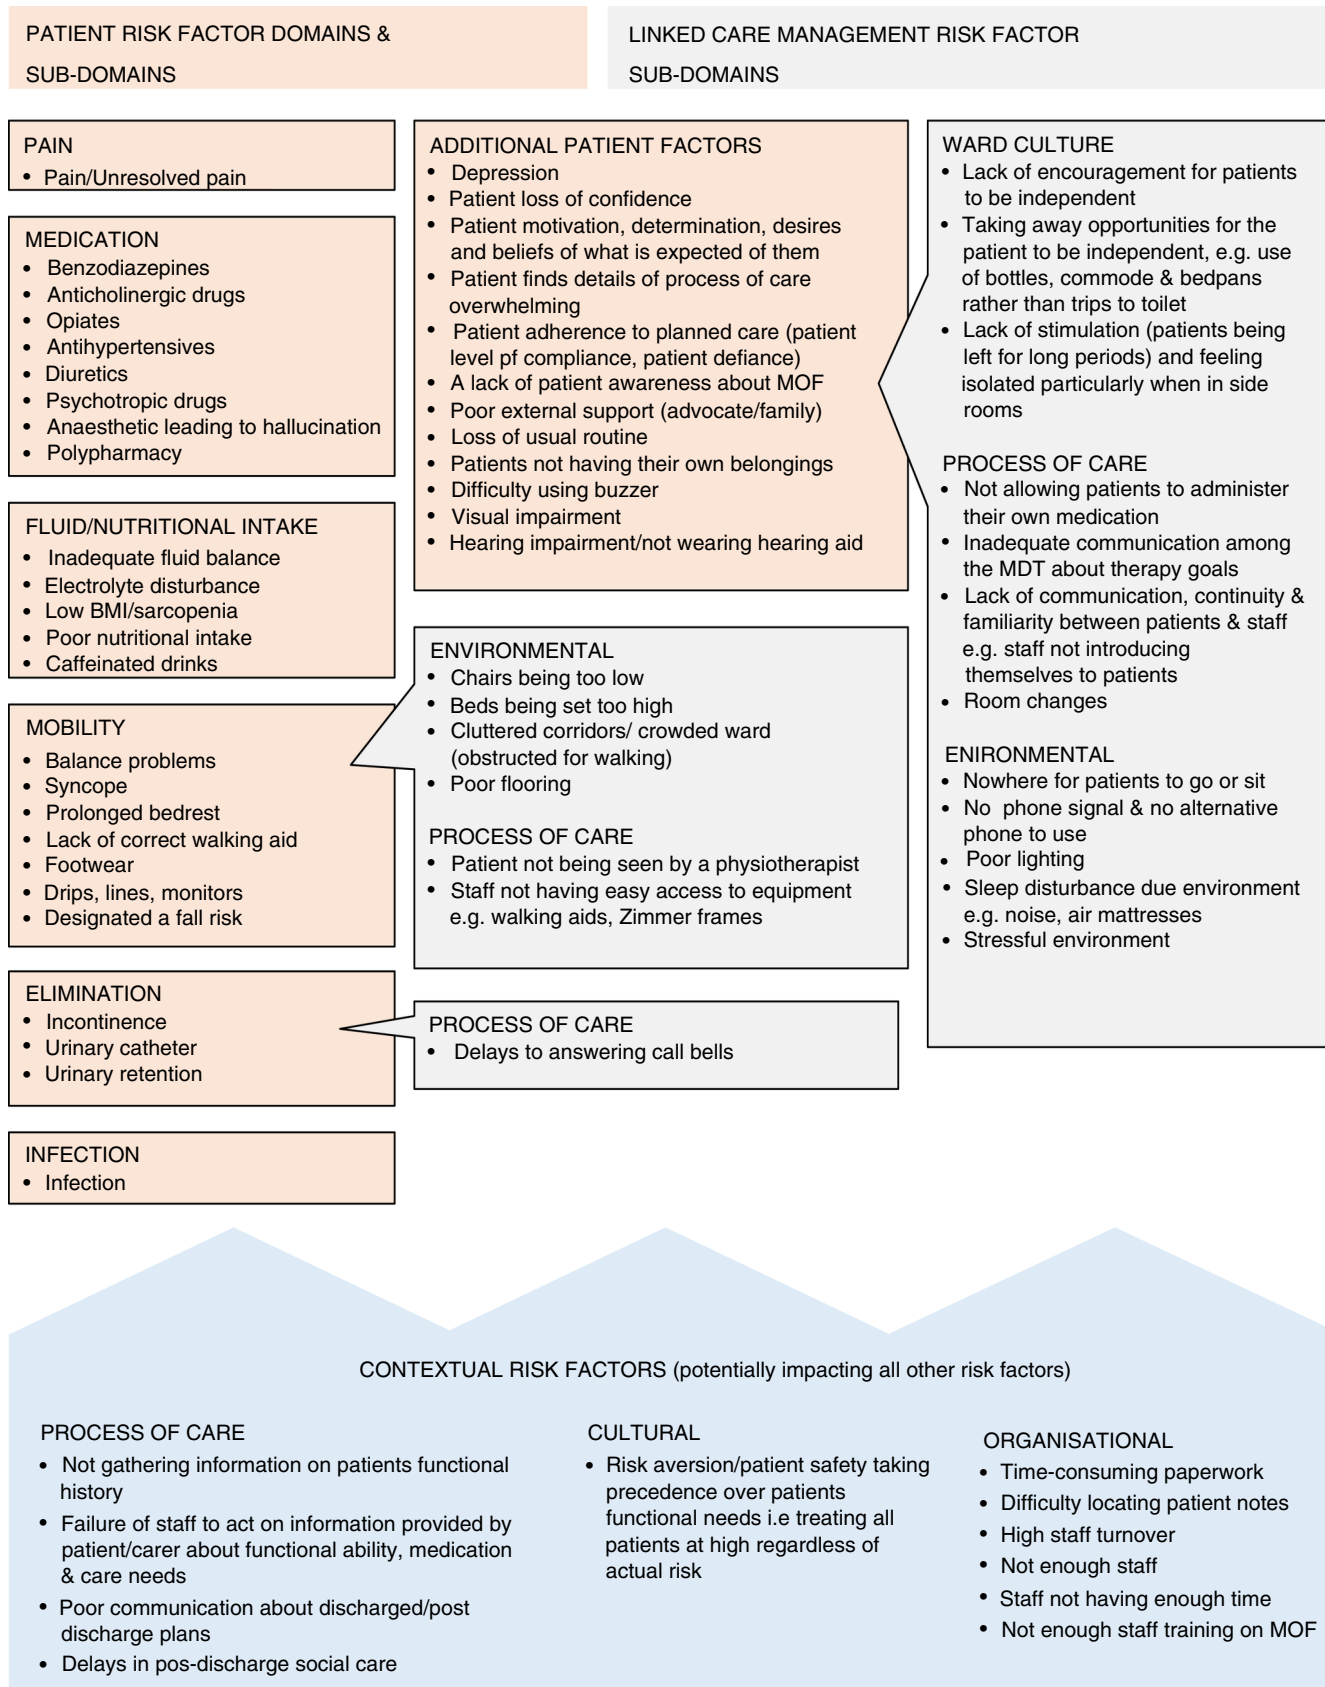 PATIENT RISK FACTOR DOMAINS &
SUB-DOMAINS
LINKED CARE MANAGEMENT RISK FACTOR
SUB-DOMAINS
PAIN
• Pain/Unresolved pain
MEDICATION
• Benzodiazepines
• Anticholinergic drugs
• Opiates
• Antihypertensives
• Diuretics
• Psychotropic drugs
• Anaesthetic leading to hallucination
• Polypharmacy
FLUID/NUTRITIONAL INTAKE
• Inadequate fluid balance
• Electrolyte disturbance
• Low BMI/sarcopenia
• Poor nutritional intake
• Caffeinated drinks
MOBILITY
• Balance problems
• Syncope
• Prolonged bedrest
• Lack of correct walking aid
• Footwear
• Drips, lines, monitors
• Designated a fall risk
ELIMINATION
• Incontinence
• Urinary catheter
• Urinary retention
INFECTION
• Infection
ADDITIONAL PATIENT FACTORS
• Depression
• Patient loss of confidence
• Patient motivation, determination, desires
and beliefs of what is expected of them
• Patient finds details of process of care
overwhelming
• Patient adherence to planned care (patient
level pf compliance, patient defiance)
• A lack of patient awareness about MOF
• Poor external support (advocate/family)
• Loss of usual routine
• Patients not having their own belongings
• Difficulty using buzzer
• Visual impairment
• Hearing impairment/not wearing hearing aid
ENVIRONMENTAL
• Chairs being too low
• Beds being set too high
• Cluttered corridors/ crowded ward
(obstructed for walking)
• Poor flooring
PROCESS OF CARE
• Patient not being seen by a physiotherapist
• Staff not having easy access to equipment
e.g. walking aids, Zimmer frames
PROCESS OF CARE
• Delays to answering call bells
WARD CULTURE
• Lack of encouragement for patients
to be independent
• Taking away opportunities for the
patient to be independent, e.g. use
of bottles, commode & bedpans
rather than trips to toilet
• Lack of stimulation (patients being
left for long periods) and feeling
isolated particularly when in side
rooms
PROCESS OF CARE
• Not allowing patients to administer
their own medication
• Inadequate communication among
the MDT about therapy goals
• Lack of communication, continuity &
familiarity between patients & staff
e.g. staff not introducing
themselves to patients
• Room changes
ENIRONMENTAL
• Nowhere for patients to go or sit
• No phone signal & no alternative
phone to use
• Poor lighting
• Sleep disturbance due environment
e.g. noise, air mattresses
• Stressful environment
CONTEXTUAL RISK FACTORS (potentially impacting all other risk factors)
PROCESS OF CARE
• Not gathering information on patients functional
history
• Failure of staff to act on information provided by
patient/carer about functional ability, medication
& care needs
• Poor communication about discharged/post
discharge plans
• Delays in pos-discharge social care
CULTURAL
• Risk aversion/patient safety taking
precedence over patients
functional needs i.e treating all
patients at high regardless of
actual risk
ORGANISATIONAL
• Time-consuming paperwork
• Difficulty locating patient notes
• High staff turnover
• Not enough staff
• Staff not having enough time
• Not enough staff training on MOF